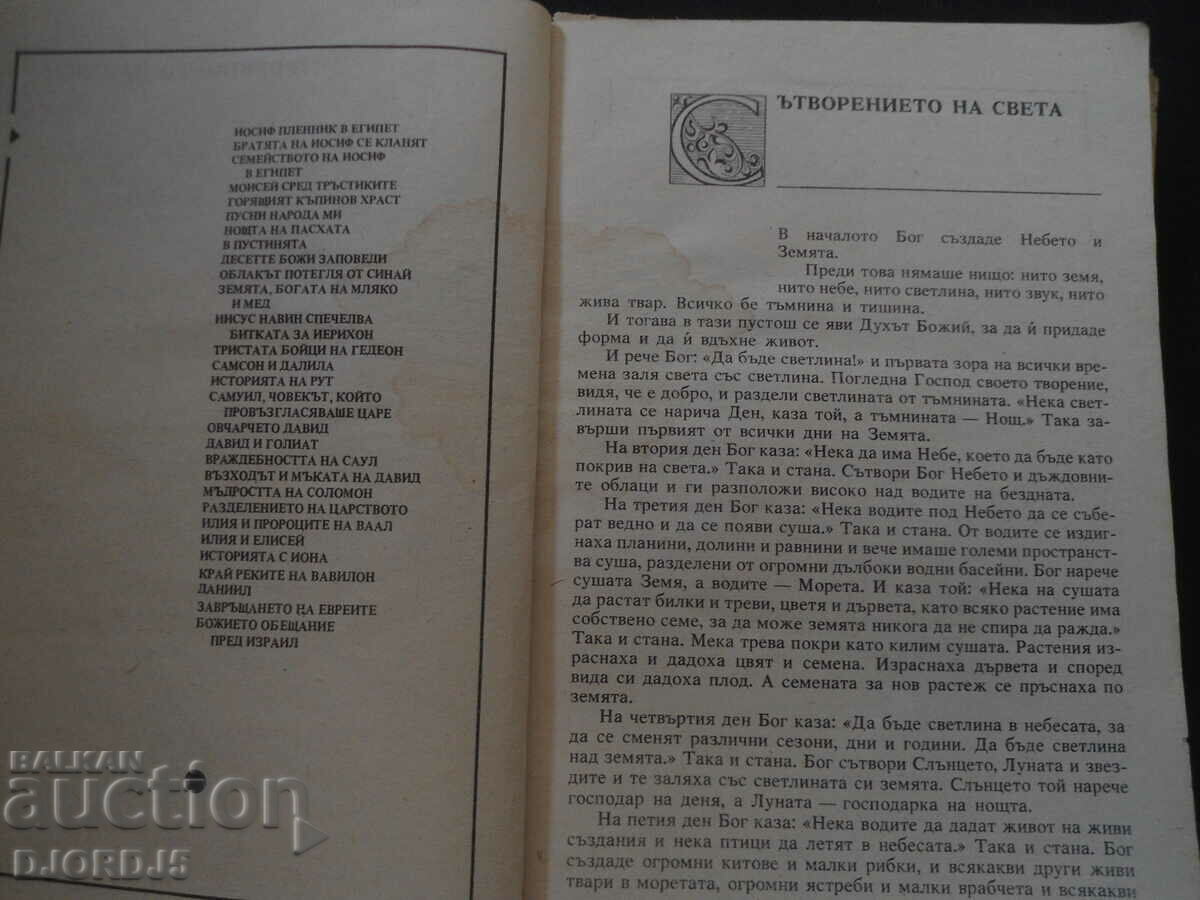 ИОСИФ ПЛЕННИК В ЕГИПЕТ
БРАТЯТА НА ИОСИФ СЕ КЛАНЯТ
СЕМЕЙСТВОТО НА ИОСИФ
В ЕГИПЕТ
МОИСЕЙ СРЕД ТРЪСТИКИТЕ
ГОРЯЩИЯТ КЪПИНОВ ХРАСТ
ПУСНИ НАРОДА МИ
НОЩТА НА ПАСХАТА
В ПУСТИНЯТА
ДЕСЕТТЕ БОЖИ ЗАПОВЕДИ
ОБЛАКЪТ ПОТЕГЛЯ ОТ СИНАЙ
ЗЕМЯТА, БОГАТА НА МЛЯКО
И МЕД
ИИСУС НАВИН СПЕЧЕЛВА
БИТКАТА ЗА ИЕРИХОН
ТРИСТАТА БОЙЦИ НА ГЕДЕОН
САМСОН И ДАЛИЛА
ИСТОРИЯТА НА РУТ
САМУИЛ, ЧОВЕКЪТ, КОЙТО
ПРОВЪЗГЛАСЯВАШЕ ЦАРЕ
ОВЧАРЧЕТО ДАВИД
ДАВИД И ГОЛИАТ
ВРАЖДЕБНОСТТА НА САУЛ
ВЪЗХОДЪТ И МЪКАТА НА ДАВИД
МЪДРОСТТА НА СОЛОМОН
РАЗДЕЛЕНИЕТО НА ЦАРСТВОТО
ИЛИЯ И ПРОРОЦИТЕ НА ВААЛ
ИЛИЯ И ЕЛИСЕЙ
ИСТОРИЯТА С ИОНА
КРАЙ РЕКИТЕ НА ВАВИЛОН
ДАНИИЛ
ЗАВРЪЩАНЕТО НА ЕВРЕИТЕ
БОЖИЕТО ОБЕЩАНИЕ
ПРЕД ИЗРАИЛ
СЪТВОРЕНИЕТО НА СВЕТА
В началото Бог създаде Небето и
Земята.
Преди това нямаше нищо: нито земя,
нито небе, нито светлина, нито звук, нито
жива твар. Всичко бе тъмнина и тишина.
И тогава в тази пустош се яви Духът Божий, за да ѝ придаде
форма и да ѝ вдъхне живот.
И рече Бог: «Да бъде светлина!» и първата зора на всички вре-
мена заля света със светлина. Погледна Господ своето творение,
видя, че е добро, и раздели светлината от тъмнината. «Нека свет-
лината се нарича Ден, каза той, а тъмнината — Нощ.» Така за-
върши първият от всички дни на Земята.
На втория ден Бог каза: «Нека да има Небе, което да бъде като
покрив на света.» Така и стана. Сътвори Бог Небето и дъждовни-
те облаци и ги разположи високо над водите на бездната.
На третия ден Бог каза: «Нека водите под Небето да се събе-
рат ведно и да се появи суша.» Така и стана. От водите се издиг-
наха планини, долини и равнини и вече имаше големи пространст-
ва суша, разделени от огромни дълбоки водни басейни. Бог нарече
сушата Земя, а водите — Морета. И каза той: «Нека на сушата
да растат билки и треви, цветя и дървета, като всяко растение има
собствено семе, за да може земята никога да не спира да ражда.»
Така и стана. Мека трева покри като килим сушата. Растения из-
раснаха и дадоха цвят и семена. Израснаха дървета и според
вида си дадоха плод. А семената за нов растеж се пръснаха по
земята.
На четвъртия ден Бог каза: «Да бъде светлина в небесата, за
да се сменят различни сезони, дни и години. Да бъде светлина
над земята.» Така и стана. Бог сътвори Слънцето, Луната и звез-
дите и те заляха със светлината си земята. Слънцето той нарече
господар на деня, а Луната — господарка на нощта.
На петия ден Бог каза: «Нека водите да дадат живот на живи
създания и нека птици да летят в небесата.» Така и стана. Бог
създаде огромни китове и малки рибки, и всякакви други живи
твари в моретата, огромни ястреби и малки врабчета и всякакви
BALKAN
auction
DJORDJ5